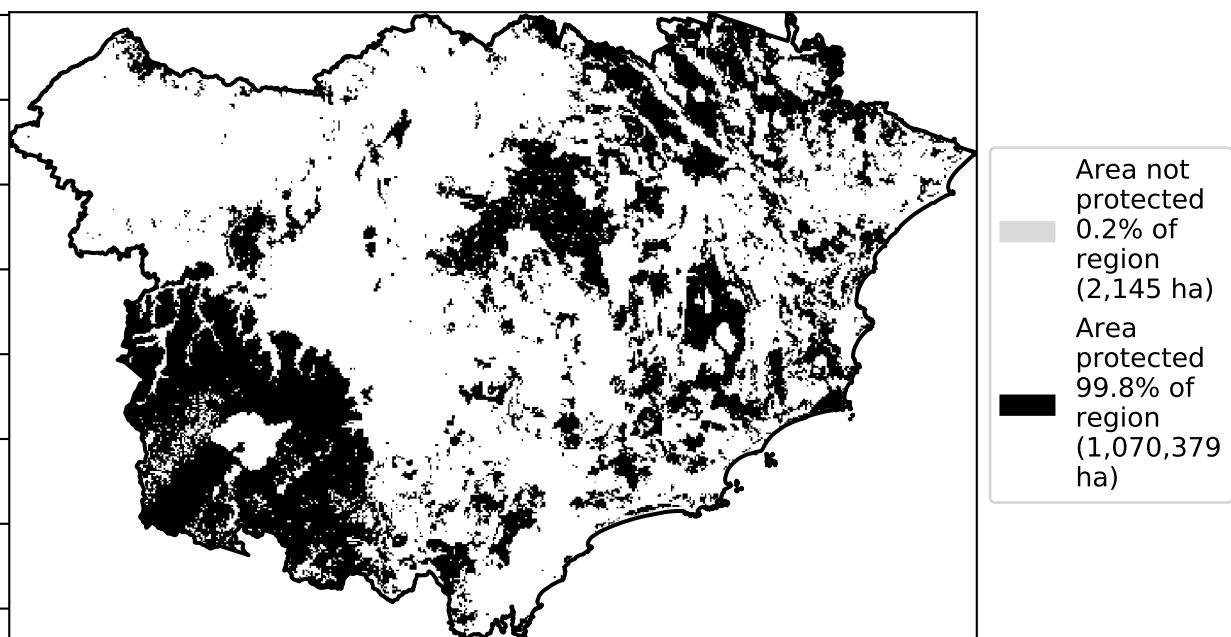 Area not
protected
0.2% of
region
(2,145 ha)
Area
protected
99.8% of
region
(1,070,379
ha)